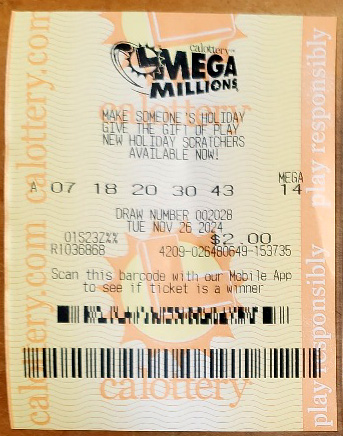 calottery
MEGA
MILLIONS
MAKE SOMEONE'S HOLIDAY
GIVE THE GIFT OF PLAY
NEW HOLIDAY SCRATCHERS
AVAILABLE NOW!
MEGA
A 07 18 20 30 43 14
DRAW NUMBER 002028
TUE NOV 26 2024
01S23Z%% $2.00
R1036868 4209-026480649-153735
Scan this barcode with our Mobile App
to see if ticket is a winner
calottery
calottery
calottery.com calottery.com
play responsibly play responsibly